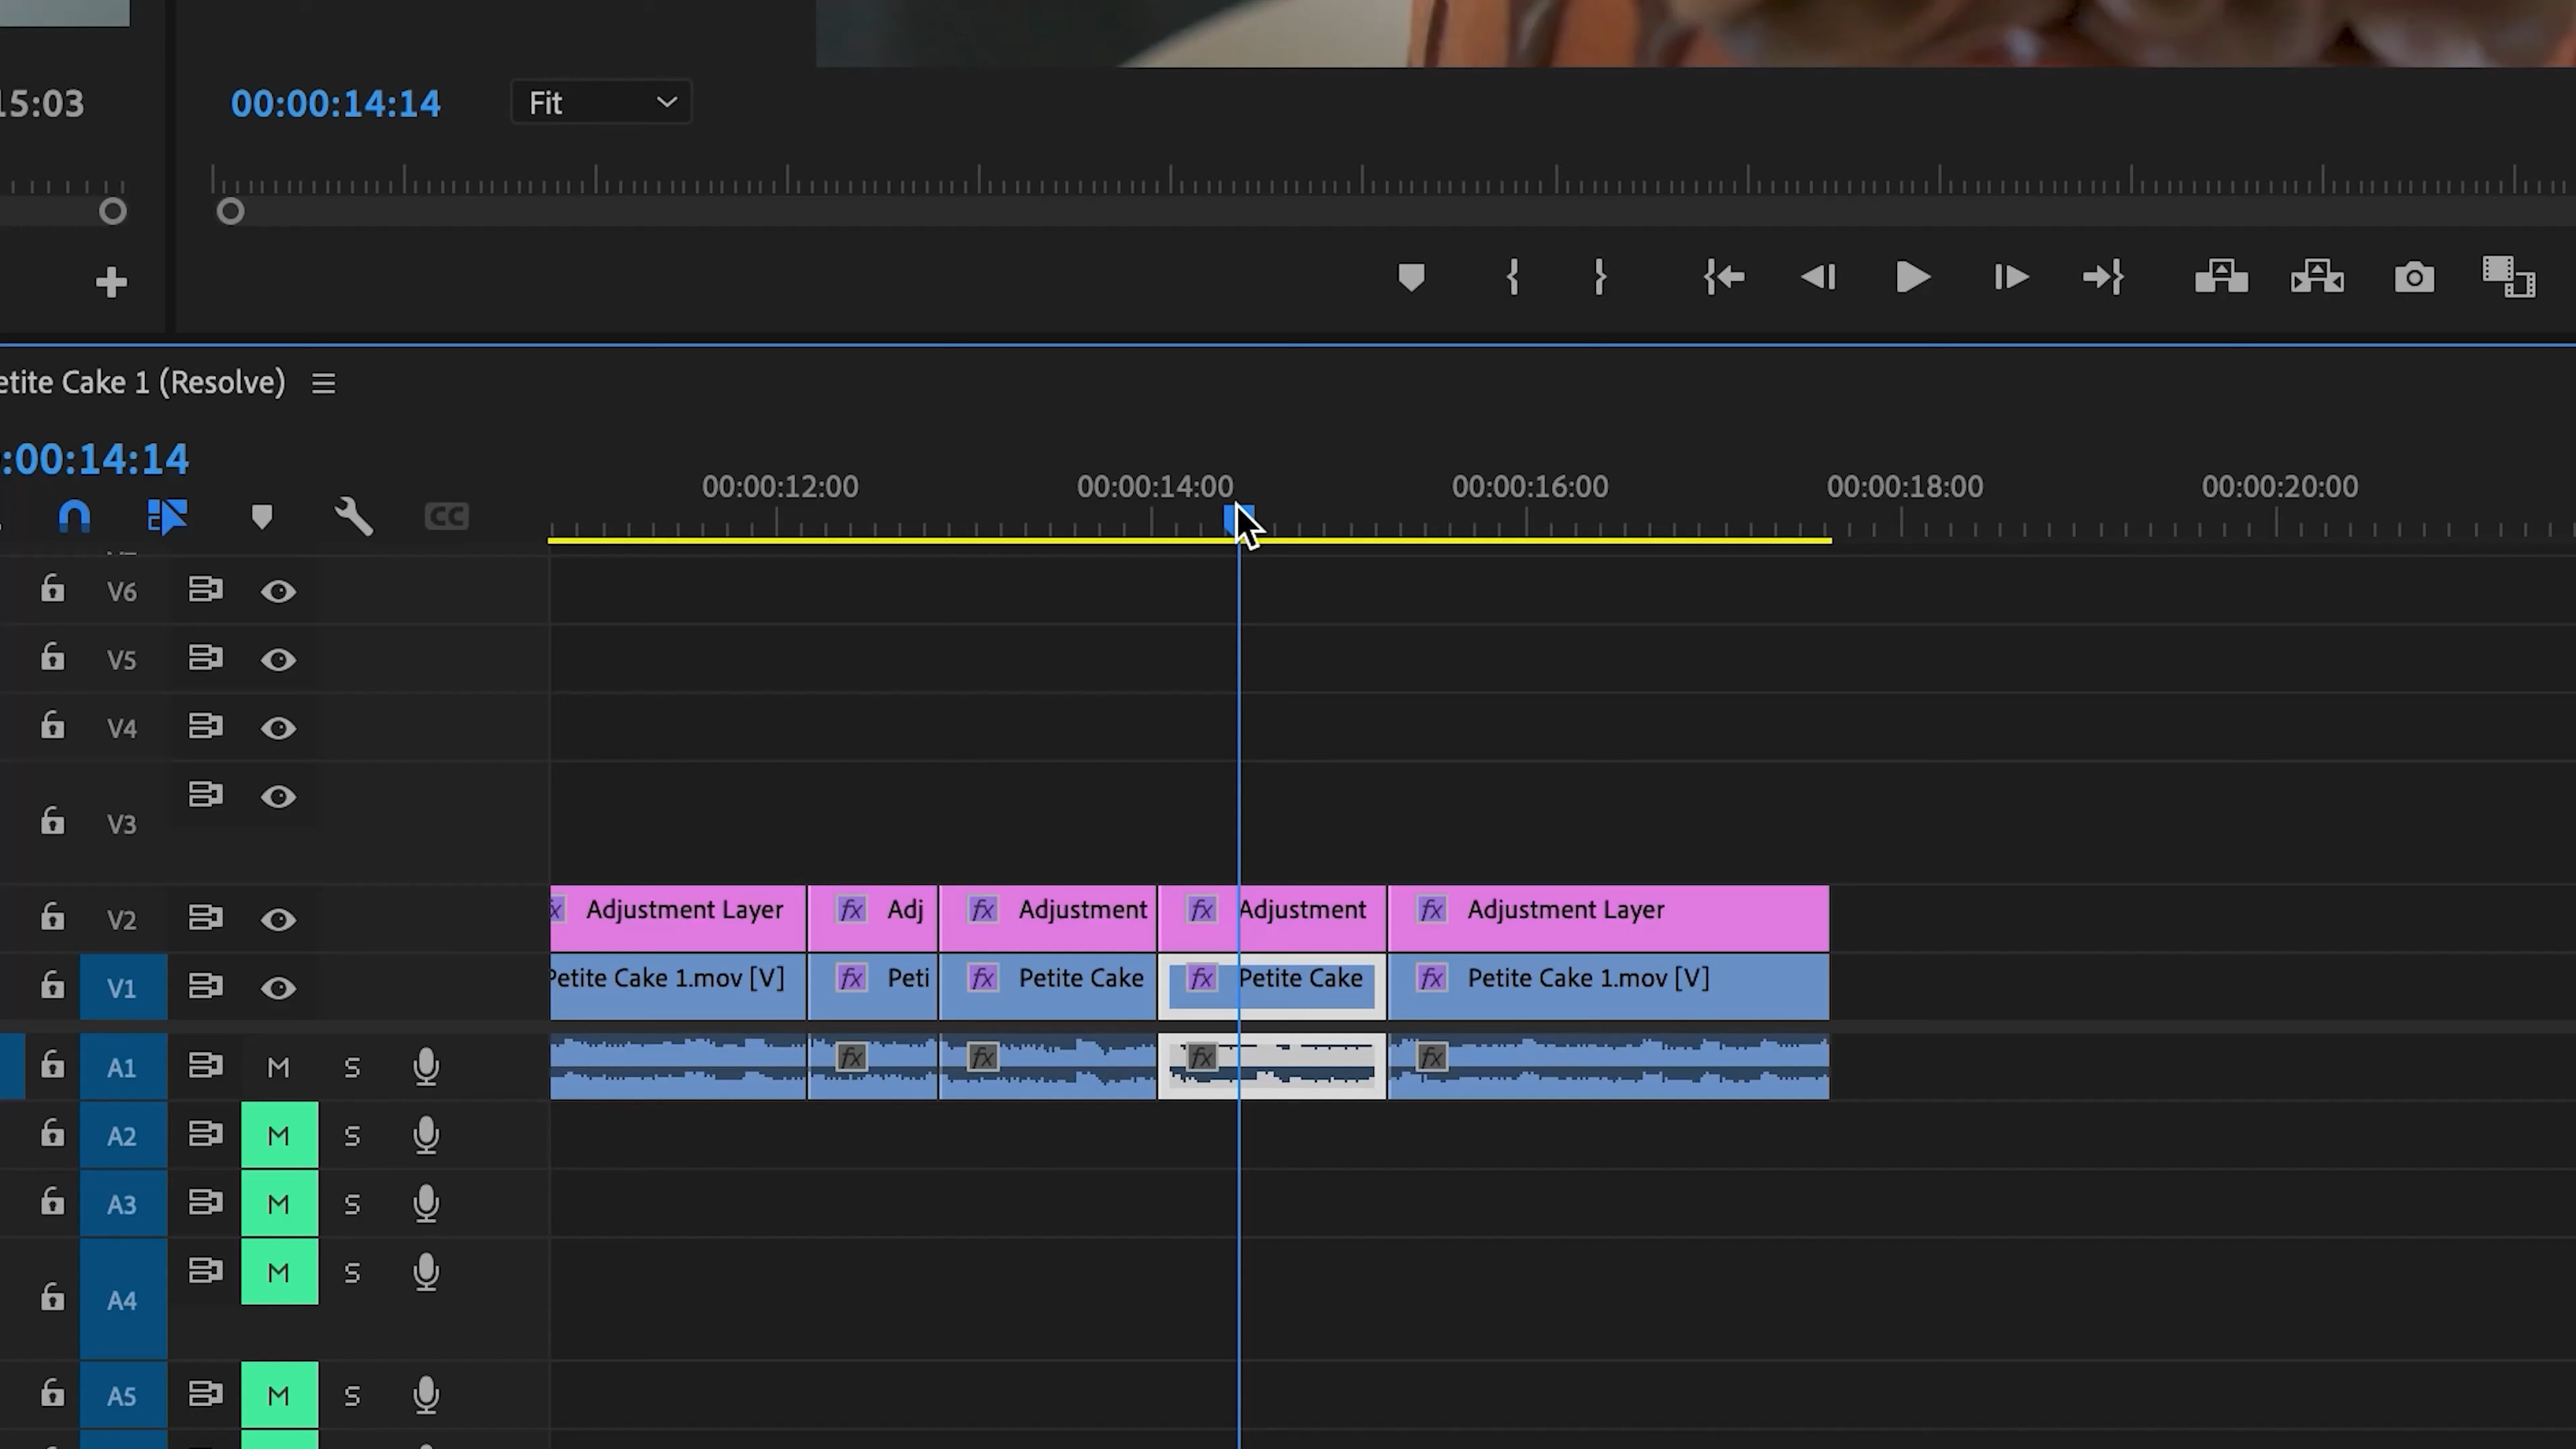 15:03
00:00:14:14
Fit
etite Cake 1 (Resolve)
:00:14:14
00:00:12:00
00:00:14:00
00:00:16:00
00:00:18:00
00:00:20:00
CC
V6
V5
V4
V3
V2
fx Adjustment Layer
fx Adj
fx Adjustment
fx Adjustment
fx Adjustment Layer
V1
Petite Cake 1.mov [V]
fx Peti
fx Petite Cake
fx Petite Cake
fx Petite Cake 1.mov [V]
A1 M S
fx
fx
fx
fx
A2 M S
A3 M S
A4 M S
A5 M S